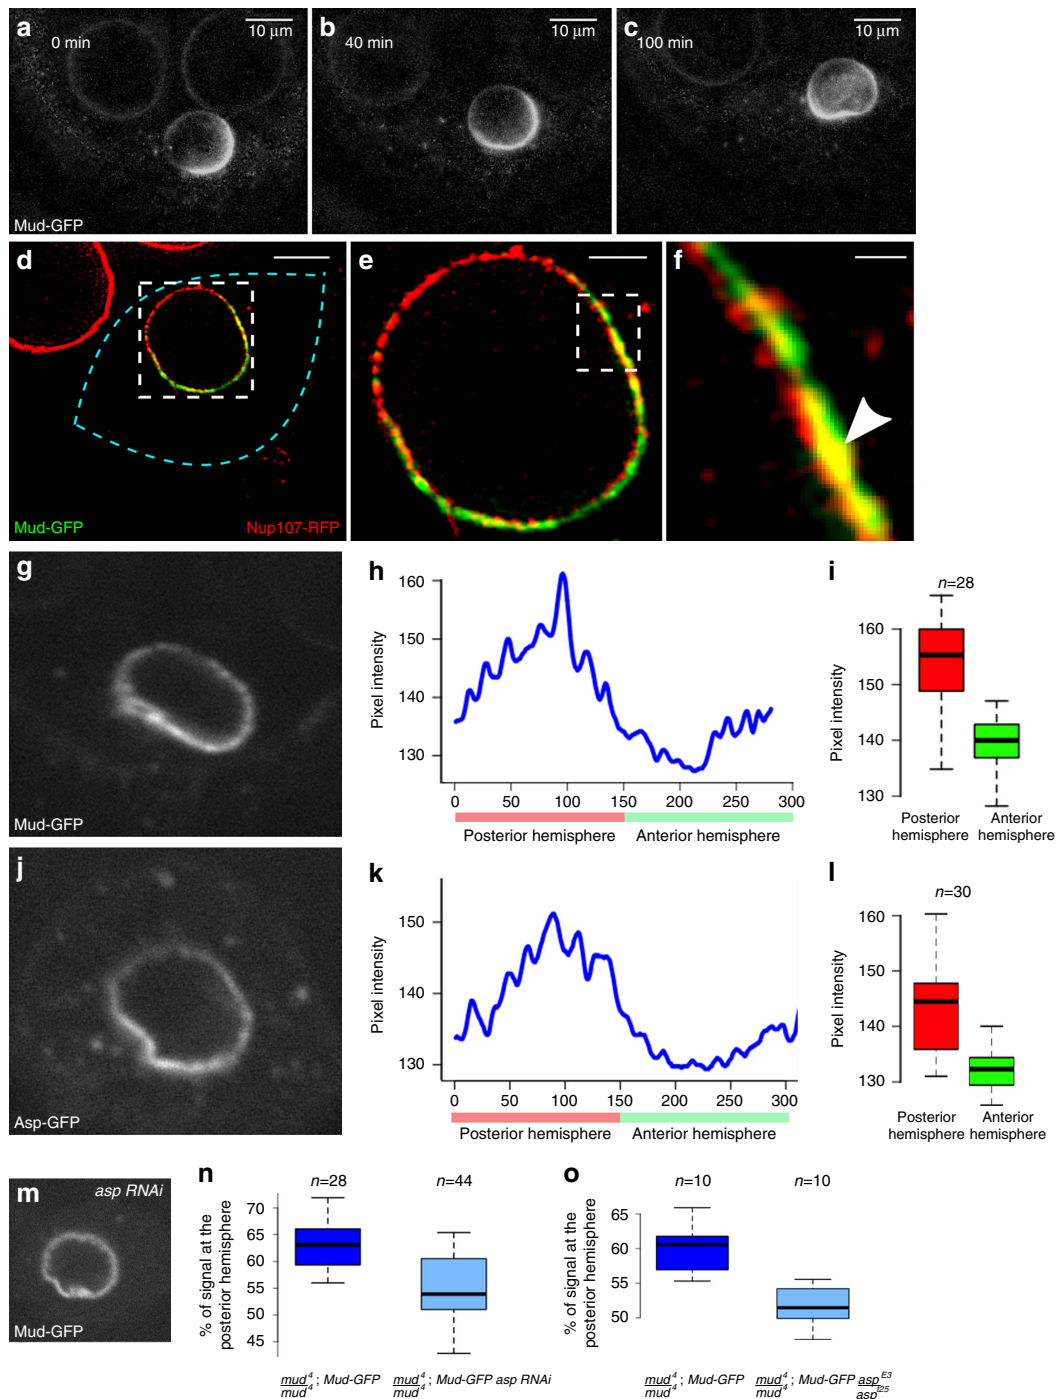 a
0 min
10 µm
b
40 min
10 µm
c
100 min
10 µm
Mud-GFP
d
e
f
Mud-GFP
Nup107-RFP
g
Mud-GFP
h
Pixel intensity
160
150
140
130
0 50 100 150 200 250 300
Posterior hemisphere
Anterior hemisphere
i
n=28
Pixel intensity
160
150
140
130
Posterior hemisphere
Anterior hemisphere
j
Asp-GFP
k
Pixel intensity
150
140
130
0 50 100 150 200 250 300
Posterior hemisphere
Anterior hemisphere
l
n=30
Pixel intensity
160
150
140
130
Posterior hemisphere
Anterior hemisphere
m
asp RNAi
Mud-GFP
n
n=28
n=44
% of signal at the
posterior hemisphere
70
65
60
55
50
45
mud⁴/mud⁴ ; Mud-GFP
mud⁴/mud⁴ ; Mud-GFP asp RNAi
o
n=10
n=10
% of signal at the
posterior hemisphere
65
60
55
50
mud⁴/mud⁴ ; Mud-GFP
mud⁴/mud⁴ ; Mud-GFP asp^E3/asp^l25